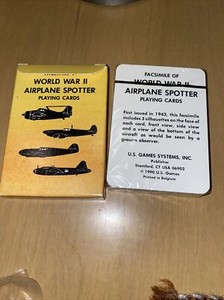 WORLD WAR II
AIRPLANE SPOTTER
PLAYING CARDS
FACSIMILE OF
WORLD WAR II
AIRPLANE SPOTTER
PLAYING CARDS
First issued in 1943, this facsimile
includes 3 silhouettes on the face of
each card, front view, side view
and a view of the bottom of the
aircraft as would be seen by a
ground observer.
U.S. GAMES SYSTEMS, INC.
Publisher
Stamford, CT USA 06902
© 1990 U.S. Games
Printed in Belgium